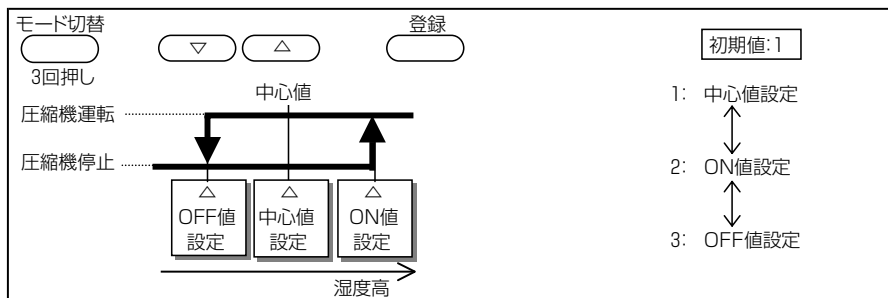 モード切替
▽
△
登録
初期値:1
3回押し
中心値
圧縮機運転
圧縮機停止
△
OFF値
設定
△
中心値
設定
△
ON値
設定
湿度高
1: 中心値設定
2: ON値設定
3: OFF値設定